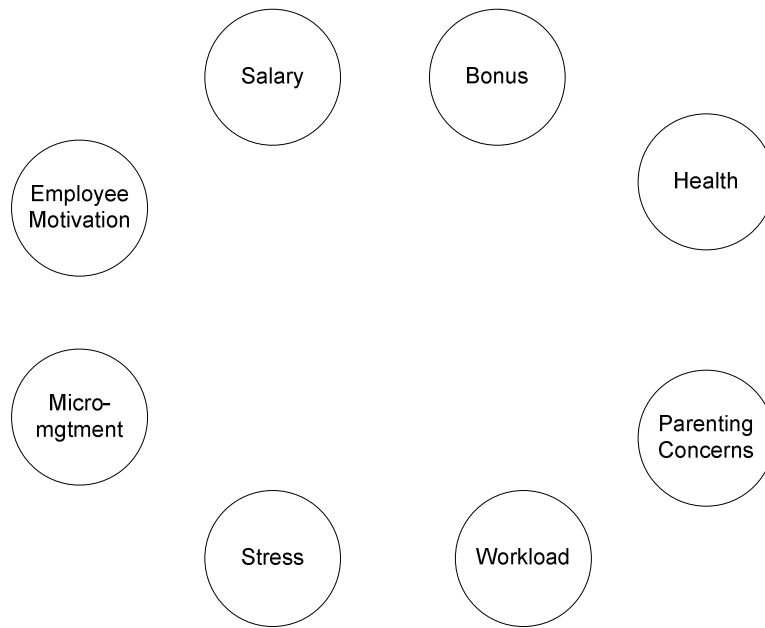 Salary
Bonus
Health
Employee
Motivation
Micro-
mgtment
Parenting
Concerns
Stress
Workload